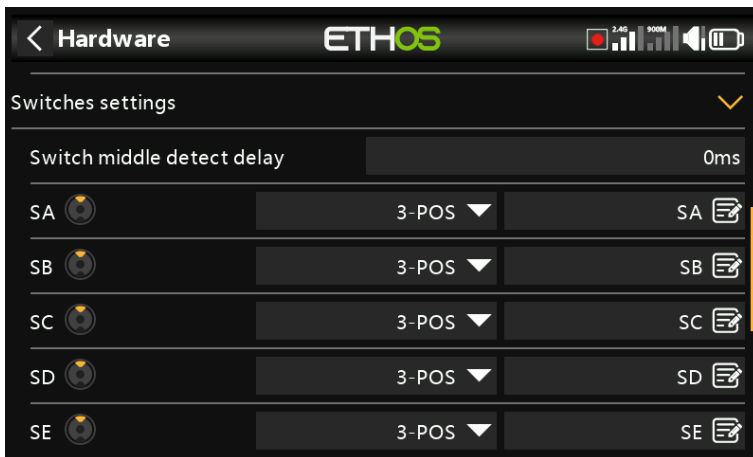 Hardware ETHOS 2.4G 900M
Switches settings
Switch middle detect delay 0ms
SA 3-POS SA
SB 3-POS SB
SC 3-POS SC
SD 3-POS SD
SE 3-POS SE